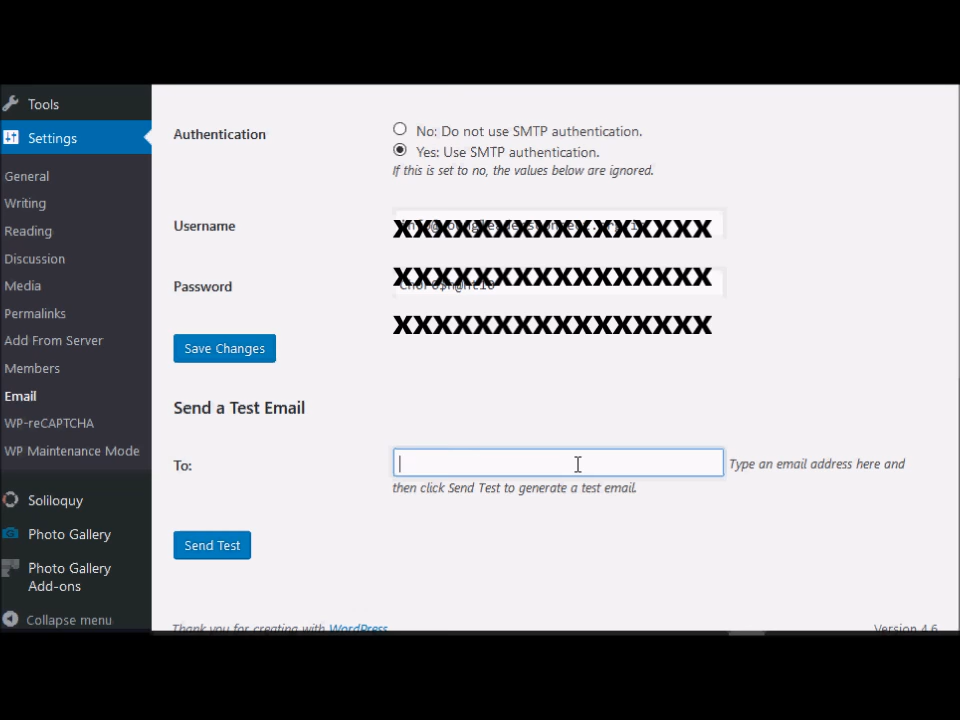 Tools
Settings
General
Writing
Reading
Discussion
Media
Permalinks
Add From Server
Members
Email
WP-reCAPTCHA
WP Maintenance Mode
Soliloquy
Photo Gallery
Photo Gallery
Add-ons
Collapse menu
Authentication
No: Do not use SMTP authentication.
Yes: Use SMTP authentication.
If this is set to no, the values below are ignored.
Username
XXXXXXXXXXXXXXXX
Password
XXXXXXXXXXXXXXXX
XXXXXXXXXXXXXXXX
Save Changes
Send a Test Email
To:
Type an email address here and
then click Send Test to generate a test email.
Send Test
Thank you for creating with WordPress
Version 4.6